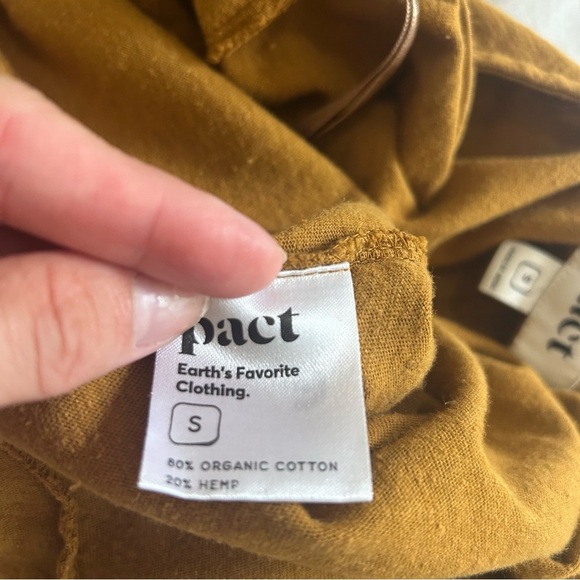 pact
Earth's Favorite
Clothing.
S
80% ORGANIC COTTON
20% HEMP
S